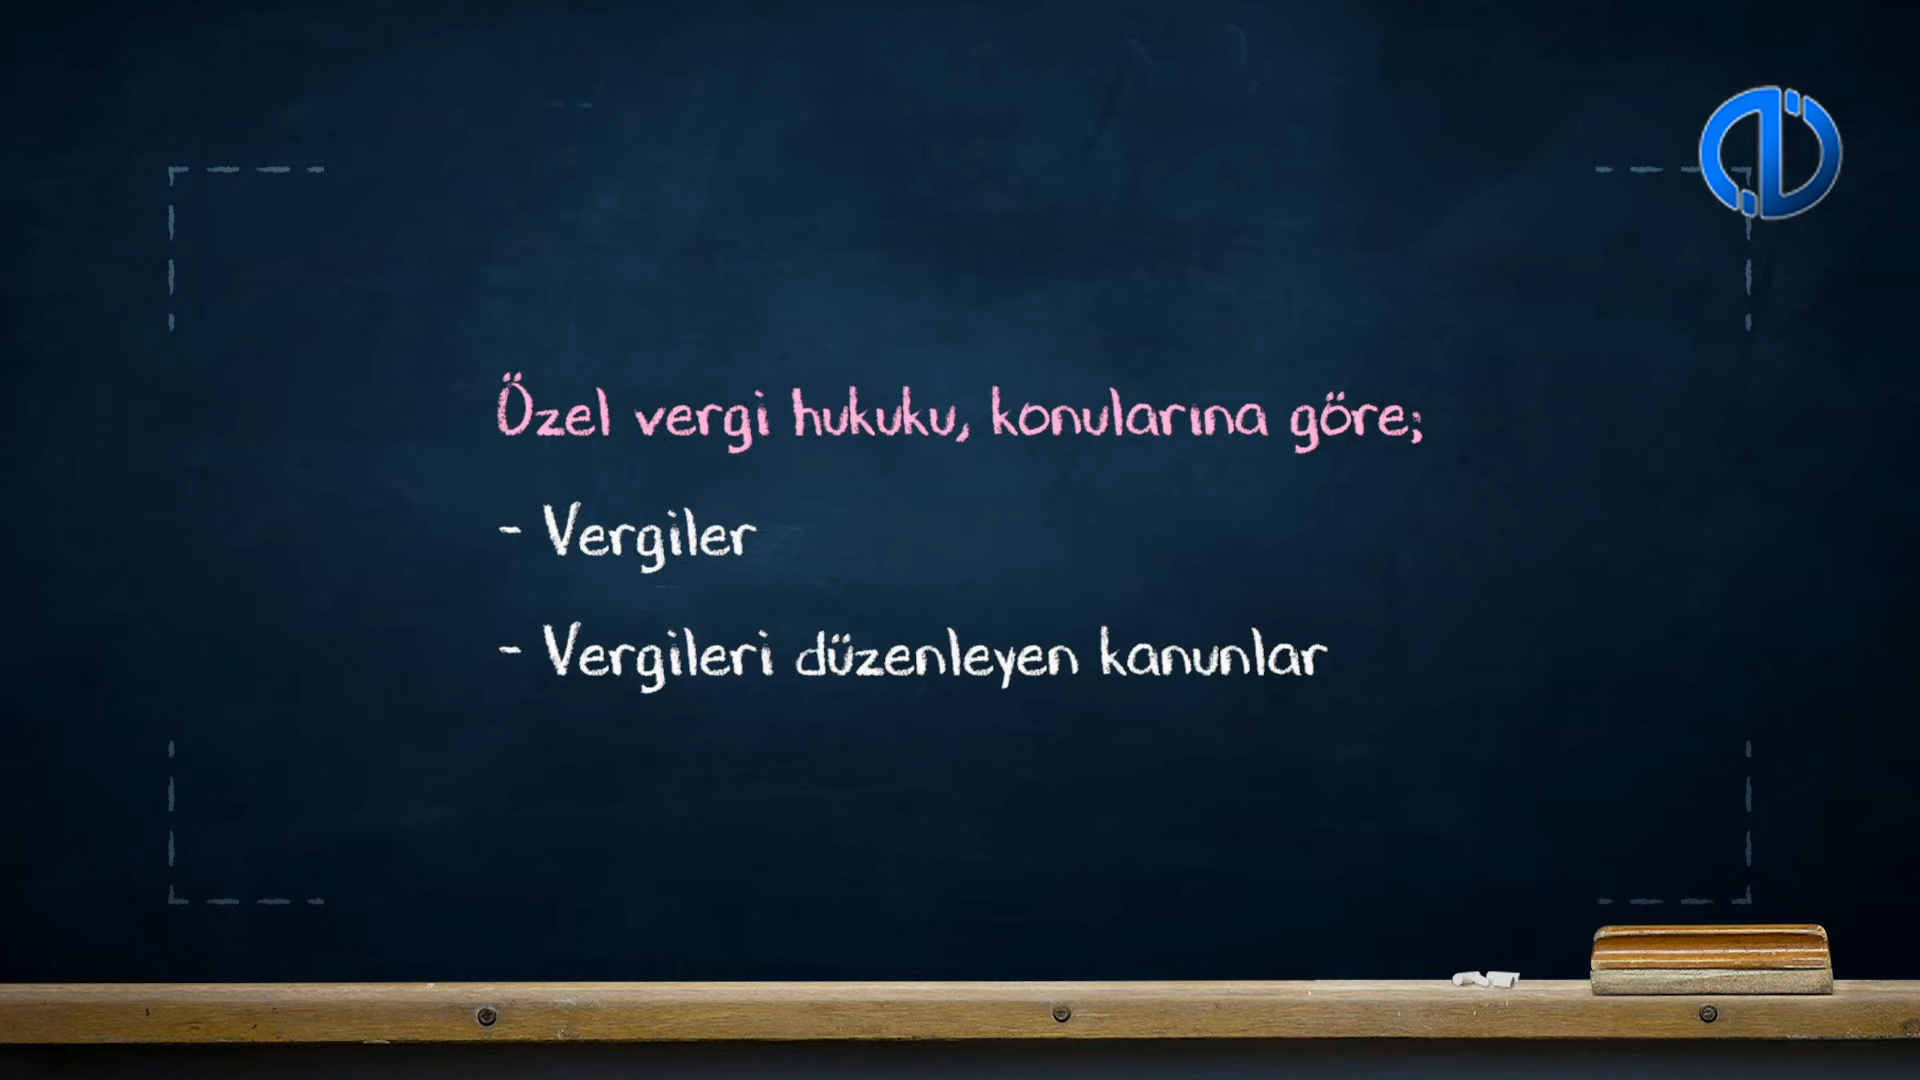 Özel vergi hukuku, konularına göre;
- Vergiler
- Vergileri düzenleyen kanunlar